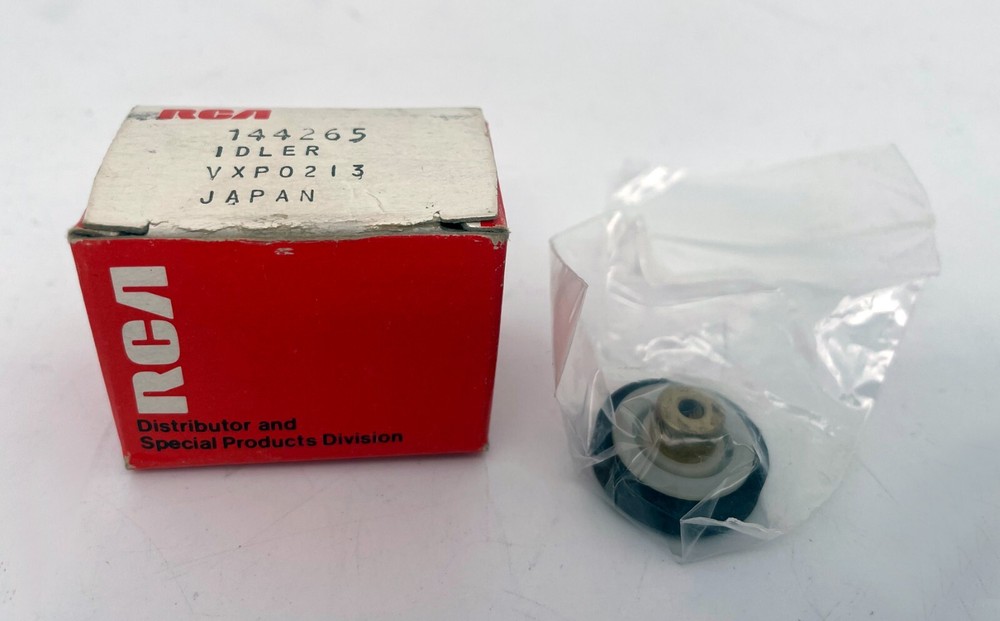 RCA
144265
IDLER
VXP0213
JAPAN
RCA
Distributor and
Special Products Division